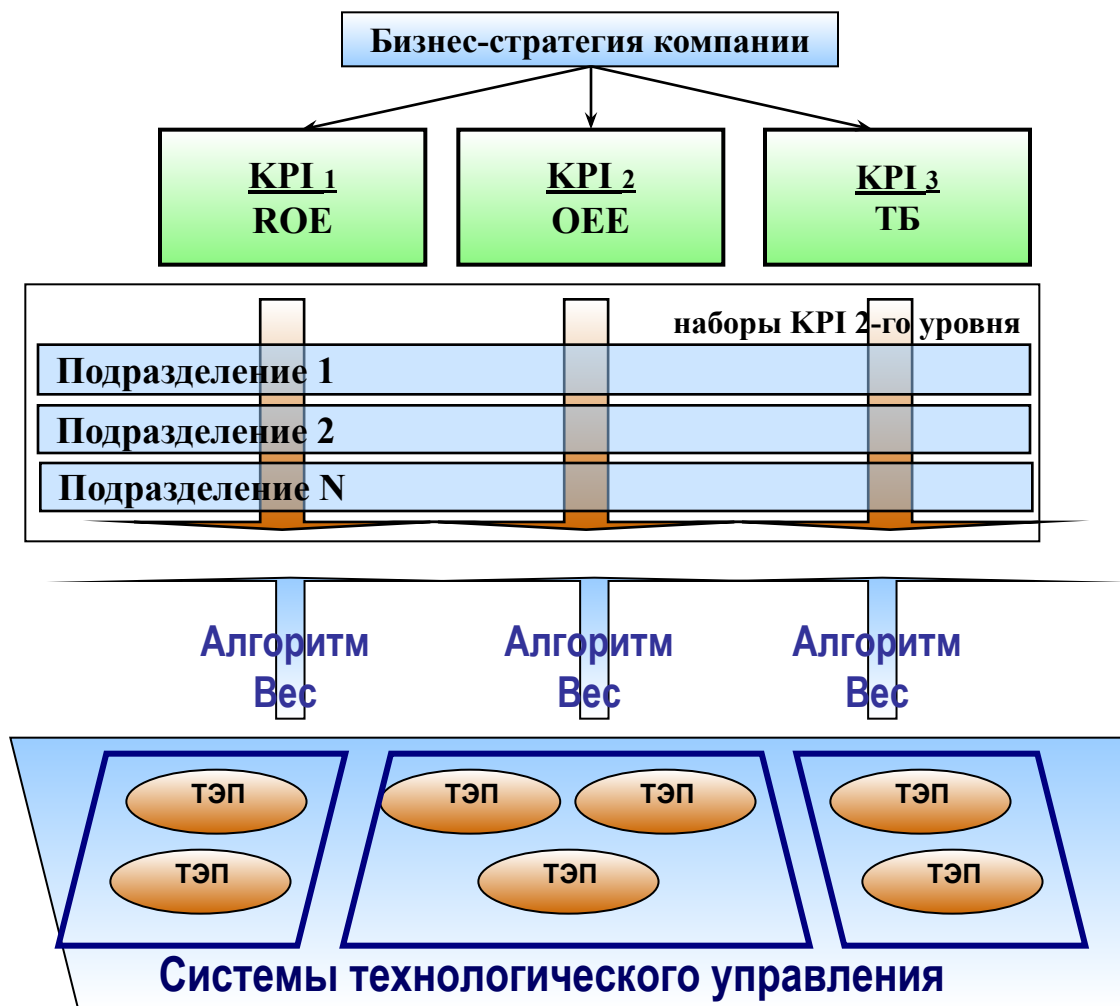 Бизнес-стратегия компании
KPI 1
ROE
KPI 2
OEE
KPI 3
ТБ
наборы KPI 2-го уровня
Подразделение 1
Подразделение 2
Подразделение N
Алгоритм
Вес
Алгоритм
Вес
Алгоритм
Вес
ТЭП
ТЭП
ТЭП
ТЭП
ТЭП
ТЭП
ТЭП
Системы технологического управления